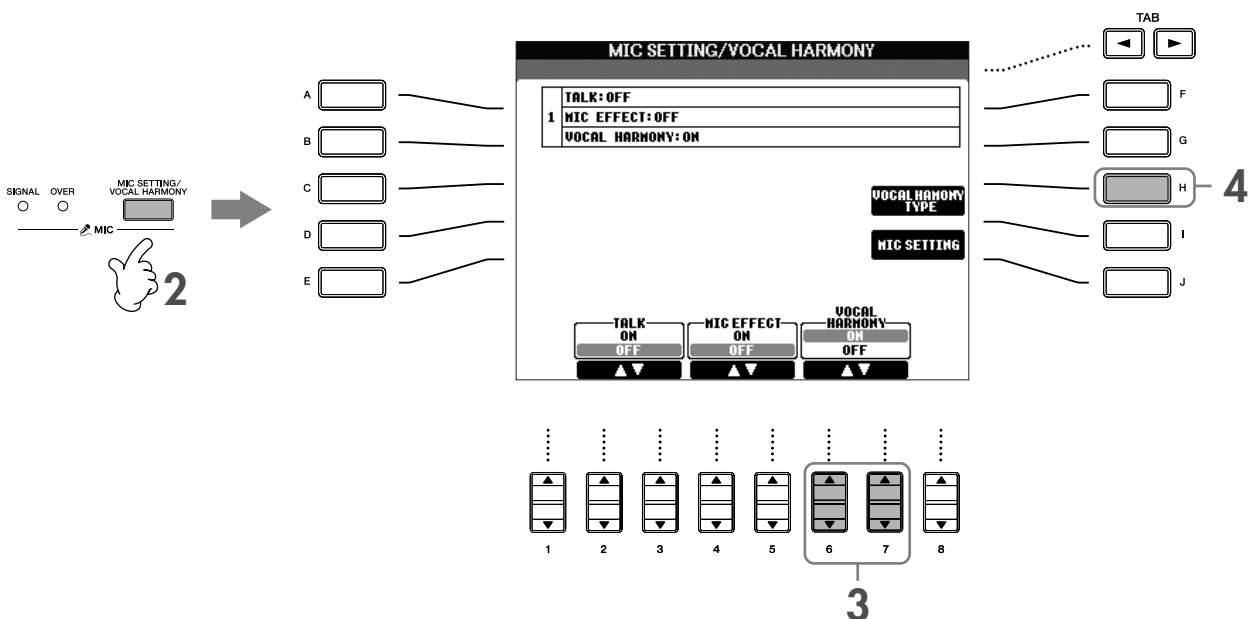 TAB
MIC SETTING/VOCAL HARMONY
A
B
C
D
E
1
TALK:OFF
MIC EFFECT:OFF
VOCAL HARMONY:ON
F
G
H
I
J
4
SIGNAL
OVER
MIC SETTING/
VOCAL HARMONY
MIC
2
VOCAL HAMONY
TYPE
MIC SETTING
TALK
ON
OFF
MIC EFFECT
ON
OFF
VOCAL
HARMONY
ON
OFF
1
2
3
4
5
6
7
8
3